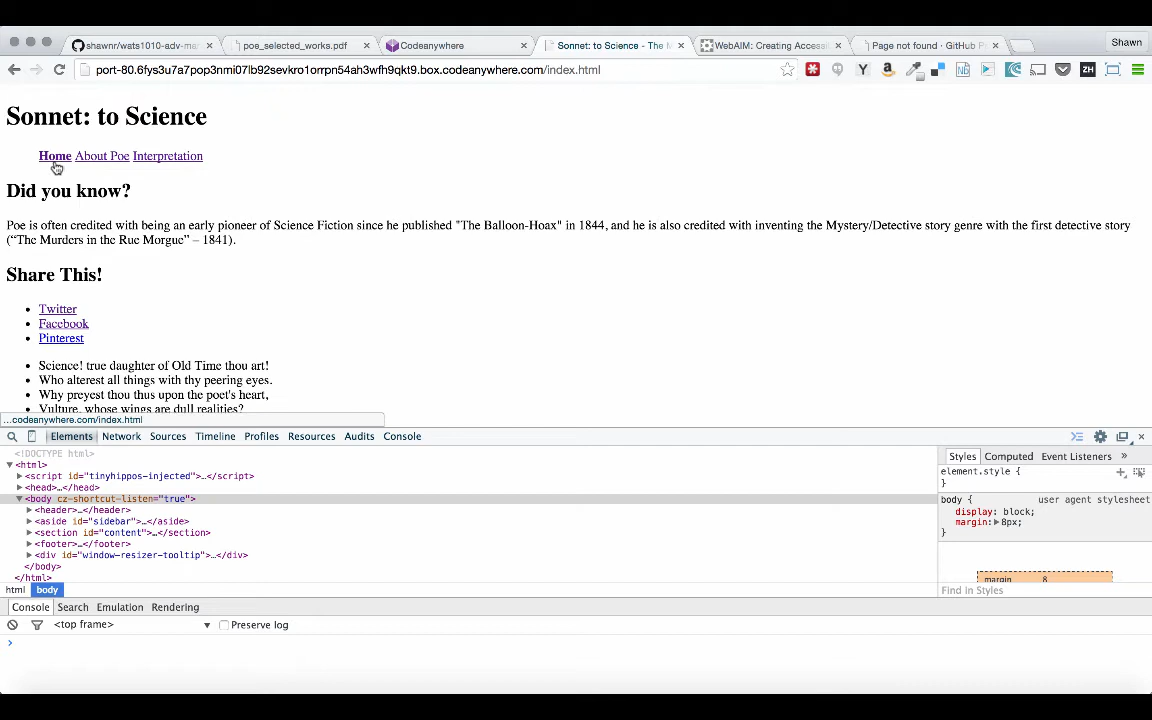 shawnr/wats1010-adv-ma
poe_selected_works.pdf
Codeanywhere
Sonnet: to Science - The M
WebAIM: Creating Accessi
Page not found · GitHub P
Shawn
port-80.6fys3u7a7pop3nmi07lb92sevkro1orrpn54ah3wfh9qkt9.box.codeanywhere.com/index.html
Sonnet: to Science
Home About Poe Interpretation
Did you know?
Poe is often credited with being an early pioneer of Science Fiction since he published "The Balloon-Hoax" in 1844, and he is also credited with inventing the Mystery/Detective story genre with the first detective story
(“The Murders in the Rue Morgue” – 1841).
Share This!
• Twitter
• Facebook
• Pinterest
• Science! true daughter of Old Time thou art!
• Who alterest all things with thy peering eyes.
• Why preyest thou thus upon the poet's heart,
• Vulture, whose wings are dull realities?
...codeanywhere.com/index.html
Elements Network Sources Timeline Profiles Resources Audits Console
<!DOCTYPE html>
<html>
<script id="tinyhippos-injected">…</script>
<head>…</head>
<body cz-shortcut-listen="true">
<header>…</header>
<aside id="sidebar">…</aside>
<section id="content">…</section>
<footer>…</footer>
<div id="window-resizer-tooltip">…</div>
</body>
</html>
Styles Computed Event Listeners »
element.style {
}
body { user agent stylesheet
display: block;
margin: 8px;
}
margin 8
html body
Find in Styles
Console Search Emulation Rendering
<top frame> Preserve log